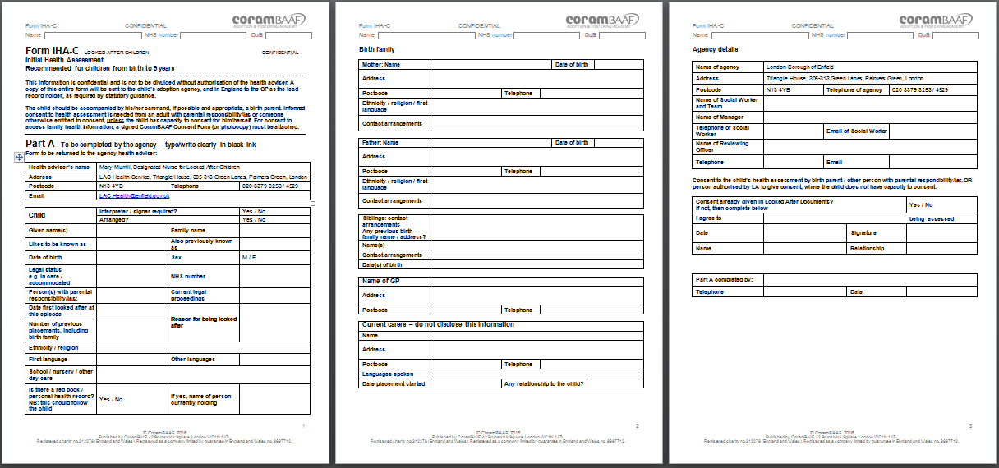 coramBAAF
ADOPTION & FOSTERING ACADEMY
Form IHA-C CONFIDENTIAL
Name NHS number DoB
Form IHA-C LOOKED AFTER CHILDREN CONFIDENTIAL
Initial Health Assessment
Recommended for children from birth to 9 years
This information is confidential and is not to be divulged without authorisation of the health adviser. A
copy of this entire form will be sent to the child's adoption agency, and in England to the GP as the lead
record holder, as required by statutory guidance.
The child should be accompanied by his/her carer and, if possible and appropriate, a birth parent. Informed
consent to health assessment is needed from an adult with parental responsibility/ies, or someone
otherwise entitled to consent, unless the child has capacity to consent for him/herself. For consent to
access family health information, a signed CoramBAAF Consent Form (or photocopy) must be attached.
Part A To be completed by the agency – type/write clearly in black ink
Form to be returned to the agency health adviser:
Health adviser's name Mary Murrill, Designated Nurse for Looked After Children
Address LAC Health Service, Triangle House, 305-313 Green Lanes, Palmers Green, London
Postcode N13 4YB Telephone 020 8379 3253 / 4529
Email LAC.Health@enfield.gov.uk
Child Interpreter / signer required? Yes / No
Arranged? Yes / No
Given name(s) Family name
Likes to be known as Also previously known
as
Date of birth Sex M / F
Legal status
e.g. in care /
accommodated NHS number
Person(s) with parental
responsibility/ies: Current legal
proceedings
Date first looked after at
this episode
Reason for being looked
after
Number of previous
placements, including
birth family
Ethnicity / religion
First language Other languages
School / nursery / other
day care
Is there a red book /
personal health record?
NB: this should follow
the child Yes / No If yes, name of person
currently holding
1
© CoramBAAF 2016
Published by CoramBAAF, 43 Brunswick Square, London WC1N 1AZ.
Registered charity no.312278 (England and Wales). Registered as a company limited by guarantee in England and Wales no. 9697712.
coramBAAF
ADOPTION & FOSTERING ACADEMY
Form IHA-C CONFIDENTIAL
Name NHS number DoB
Birth family
Mother: Name Date of birth
Address
Postcode Telephone
Ethnicity / religion / first
language
Contact arrangements
Father: Name Date of birth
Address
Postcode Telephone
Ethnicity / religion / first
language
Contact arrangements
Siblings: contact
arrangements
Any previous birth
family name / address?
Name(s)
Contact arrangements
Date(s) of birth
Name of GP
Address
Postcode Telephone
Current carers – do not disclose this information
Name
Address
Postcode Telephone
Languages spoken
Date placement started Any relationship to the child?
2
© CoramBAAF 2016
Published by CoramBAAF, 43 Brunswick Square, London WC1N 1AZ.
Registered charity no.312278 (England and Wales). Registered as a company limited by guarantee in England and Wales no. 9697712.
coramBAAF
ADOPTION & FOSTERING ACADEMY
Form IHA-C CONFIDENTIAL
Name NHS number DoB
Agency details
Name of agency London Borough of Enfield
Address Triangle House, 305-313 Green Lanes, Palmers Green, London
Postcode N13 4YB Telephone of agency 020 8379 3253 / 4529
Name of Social Worker
and Team
Name of Manager
Telephone of Social
Worker Email of Social Worker
Name of Reviewing
Officer
Telephone Email
Consent to the child's health assessment by birth parent / other person with parental responsibility/ies, OR
person authorised by LA to give consent, where the child does not have capacity to consent.
Consent already given in Looked After Documents?
If not, then complete below Yes / No
I agree to being assessed
Date Signature
Name Relationship
Part A completed by:
Telephone Date
3
© CoramBAAF 2016
Published by CoramBAAF, 43 Brunswick Square, London WC1N 1AZ.
Registered charity no.312278 (England and Wales). Registered as a company limited by guarantee in England and Wales no. 9697712.